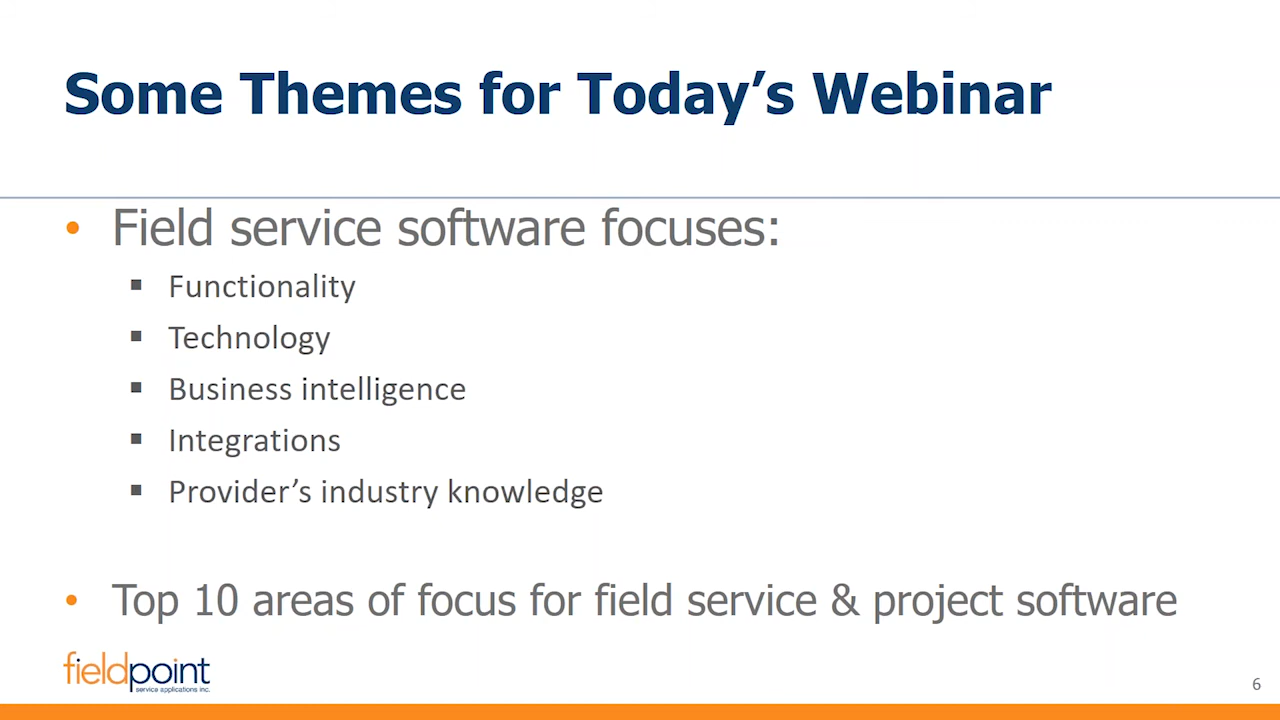 Some Themes for Today’s Webinar
• Field service software focuses:
▪ Functionality
▪ Technology
▪ Business intelligence
▪ Integrations
▪ Provider’s industry knowledge
• Top 10 areas of focus for field service & project software
fieldpoint
service applications inc.
6